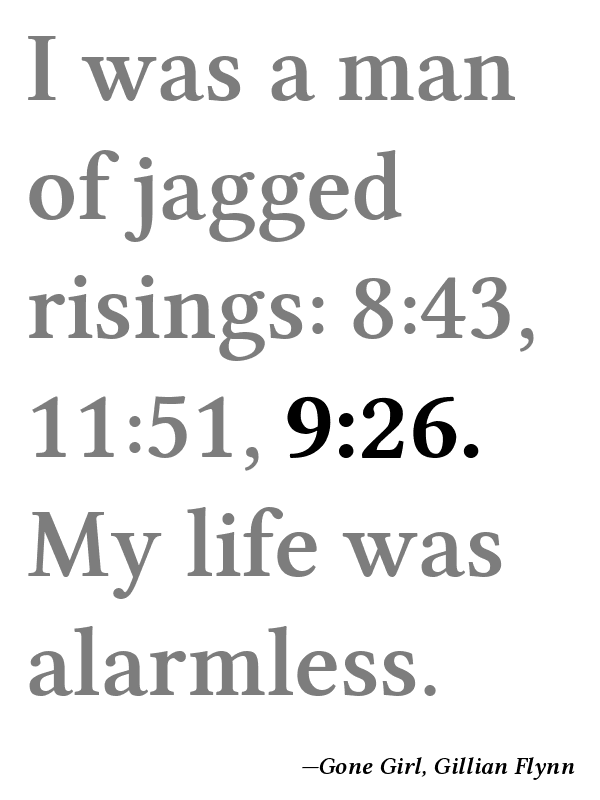 I was a man
of jagged
risings: 8:43,
11:51, 9:26.
My life was
alarmless.
—Gone Girl, Gillian Flynn